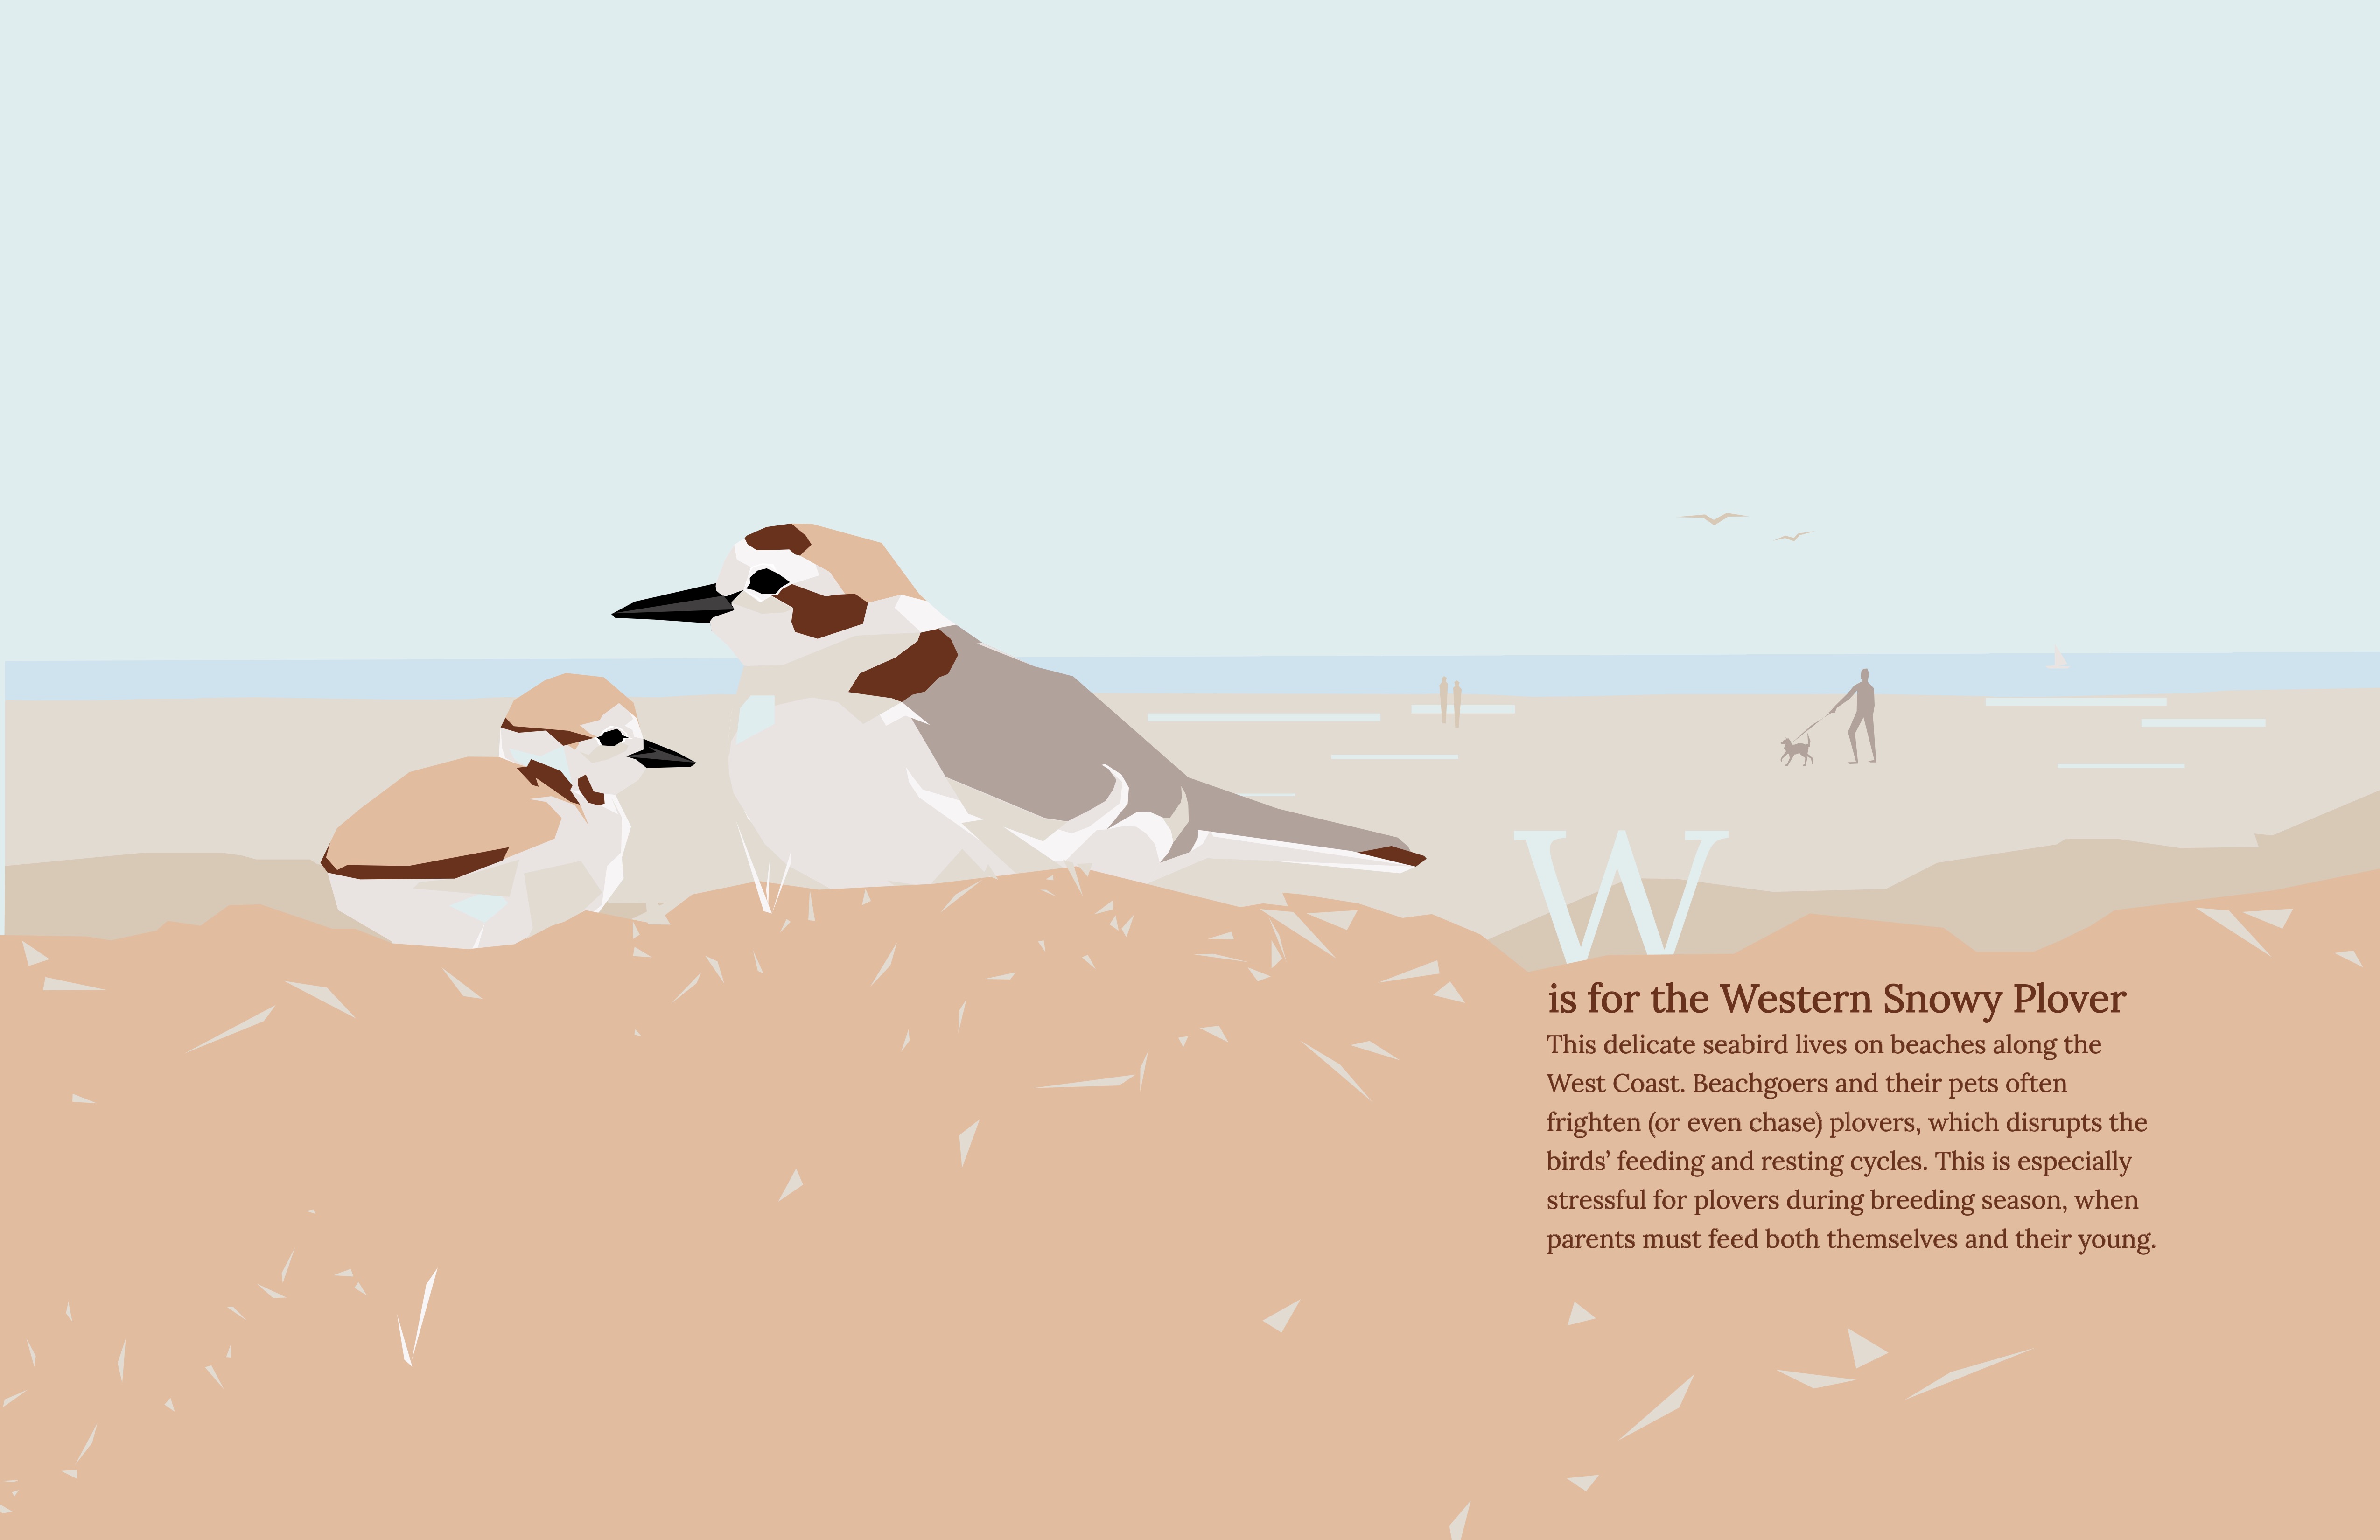 W
is for the Western Snowy Plover
This delicate seabird lives on beaches along the
West Coast. Beachgoers and their pets often
frighten (or even chase) plovers, which disrupts the
birds’ feeding and resting cycles. This is especially
stressful for plovers during breeding season, when
parents must feed both themselves and their young.